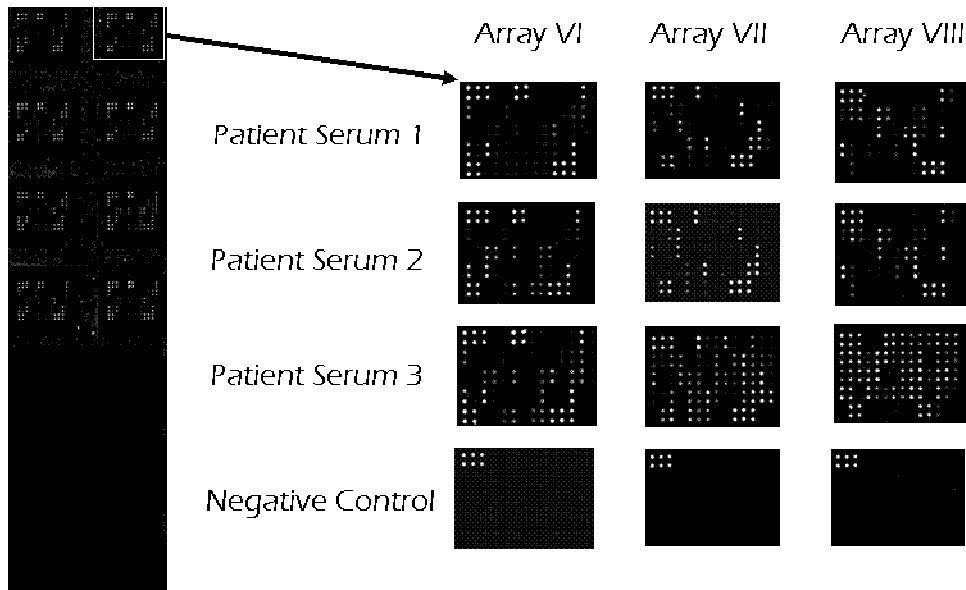 Array VI Array VII Array VIII
Patient Serum 1
Patient Serum 2
Patient Serum 3
Negative Control